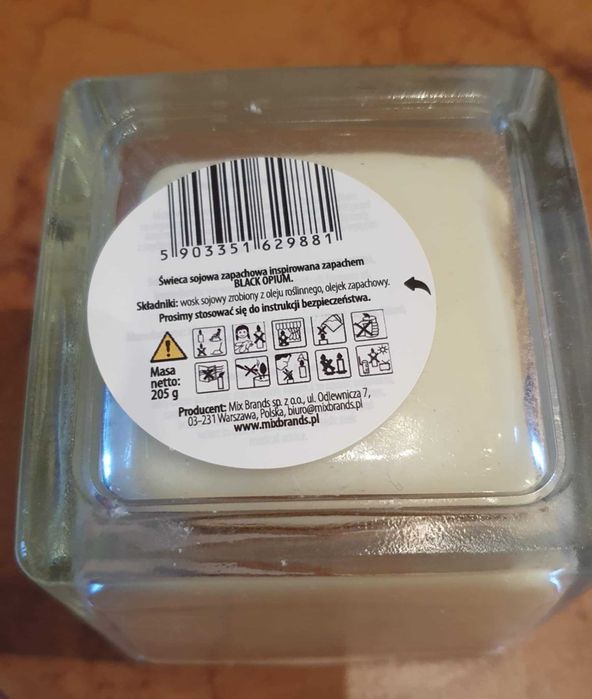 5 903351 629881
Świeca sojowa zapachowa inspirowana zapachem
BLACK OPIUM.
Składniki: wosk sojowy zrobiony z oleju roślinnego, olejek zapachowy.
Prosimy stosować się do instrukcji bezpieczeństwa.
Masa
netto:
205 g
Producent: Mix Brands sp. z o.o., ul. Odlewnicza 7,
03-231 Warszawa, Polska, biuro@mixbrands.pl
www.mixbrands.pl